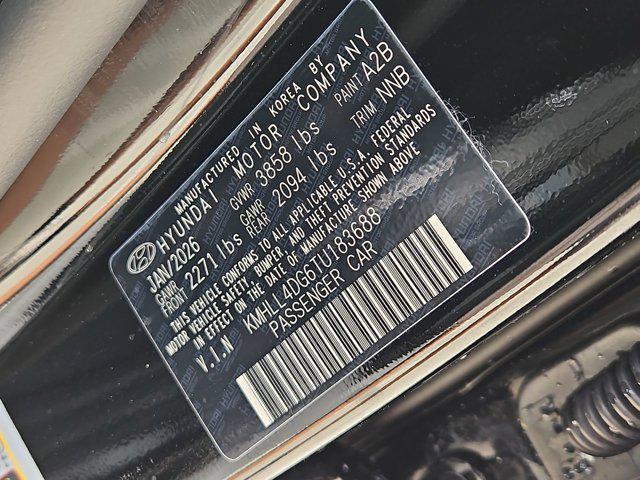 MANUFACTURED IN KOREA BY
HYUNDAI MOTOR COMPANY
JAN/2026 GVWR 3858 lbs PAINT A2B
GAWR FRONT 2271 lbs GAWR REAR 2094 lbs TRIM NNB
THIS VEHICLE CONFORMS TO ALL APPLICABLE U.S.A. FEDERAL
MOTOR VEHICLE SAFETY, BUMPER, AND THEFT PREVENTION STANDARDS
IN EFFECT ON THE DATE OF MANUFACTURE SHOWN ABOVE
V.I.N KMHLL4DG6TU183688
PASSENGER CAR